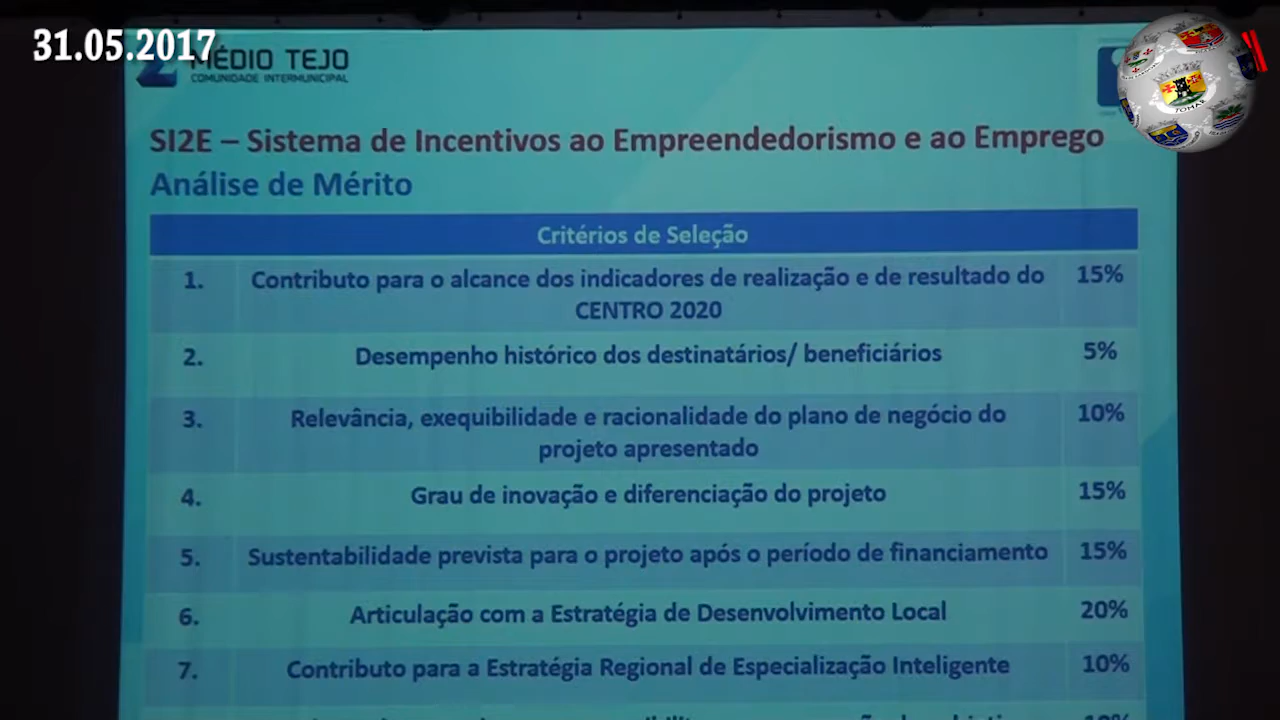 31.05.2017
MÉDIO TEJO
COMUNIDADE INTERMUNICIPAL
TOMAR
SI2E – Sistema de Incentivos ao Empreendedorismo e ao Emprego
Análise de Mérito
Critérios de Seleção
1. Contributo para o alcance dos indicadores de realização e de resultado do 15%
CENTRO 2020
2. Desempenho histórico dos destinatários/ beneficiários 5%
3. Relevância, exequibilidade e racionalidade do plano de negócio do 10%
projeto apresentado
4. Grau de inovação e diferenciação do projeto 15%
5. Sustentabilidade prevista para o projeto após o período de financiamento 15%
6. Articulação com a Estratégia de Desenvolvimento Local 20%
7. Contributo para a Estratégia Regional de Especialização Inteligente 10%